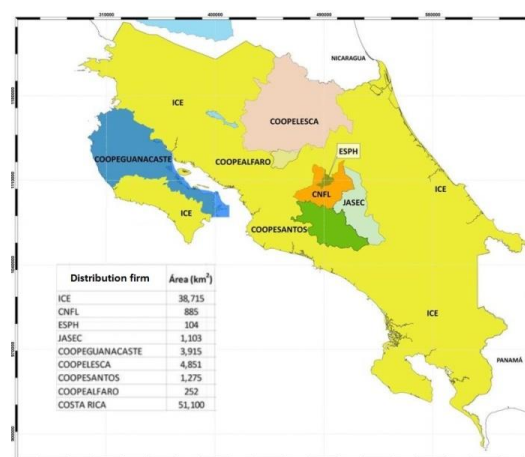 NICARAGUA
ICE
COOPELESCA
ESPH
COOPEGUANACASTE
COOPEALFARO
CNFL
JASEC
ICE
ICE
COOPESANTOS
ICE
PANAMÁ
Distribution firm Área (km²)
ICE 38,715
CNFL 885
ESPH 104
JASEC 1,103
COOPEGUANACASTE 3,915
COOPELESCA 4,851
COOPESANTOS 1,275
COOPEALFARO 252
COSTA RICA 51,100